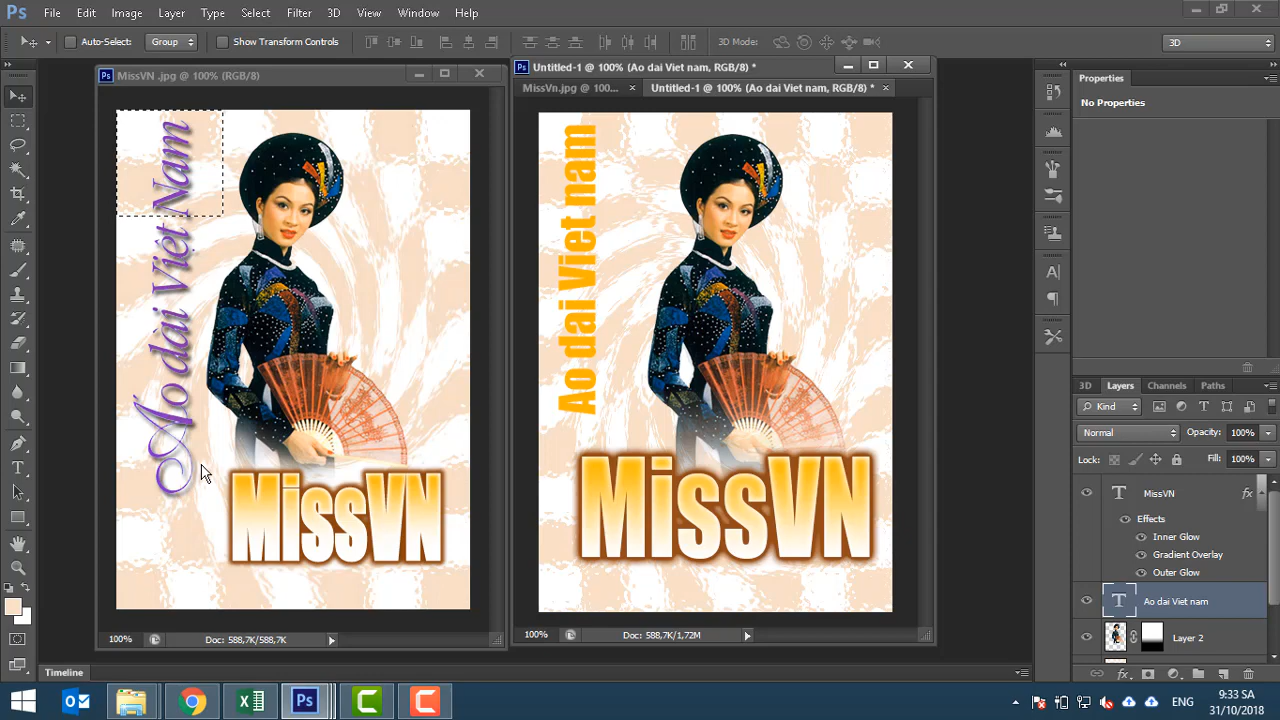 Ps File Edit Image Layer Type Select Filter 3D View Window Help
Auto-Select: Group Show Transform Controls 3D Mode: 3D
MissVN .jpg @ 100% (RGB/8)
Untitled-1 @ 100% (Ao dai Viet nam, RGB/8) *
MissVn.jpg @ 100... Untitled-1 @ 100% (Ao dai Viet nam, RGB/8) *
Properties
No Properties
Ao dài Việt Nam
MissVN
Ao dai Viet nam
MissVN
3D Layers Channels Paths
Kind
Normal Opacity: 100%
Lock: Fill: 100%
T MissVN fx
Effects
Inner Glow
Gradient Overlay
Outer Glow
T Ao dai Viet nam
Layer 2
100% Doc: 588,7K/588,7K
100% Doc: 588,7K/1,72M
Timeline
ENG 9:33 SA
31/10/2018